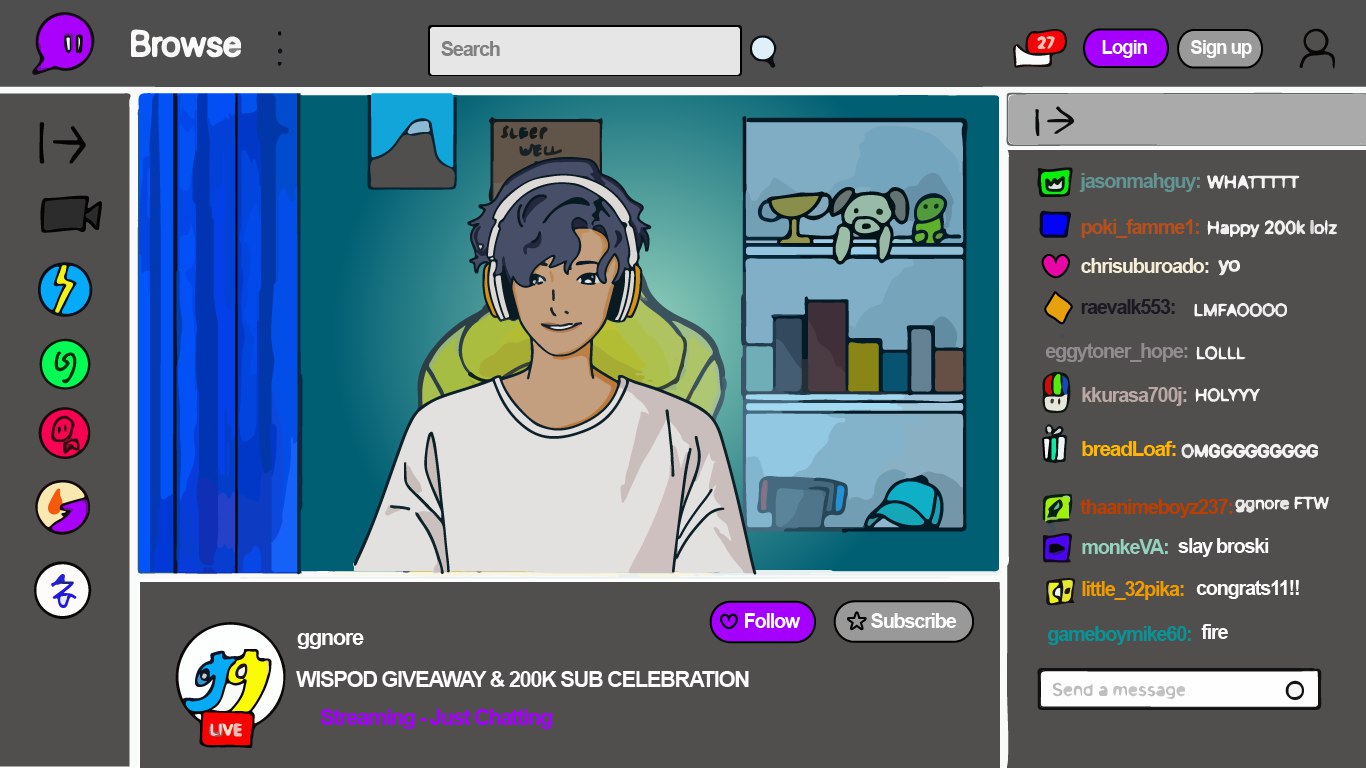 Browse
Search
27
Login
Sign up
SLEEP
WELL
jasonmahguy: WHATTTTT
poki_famme1: Happy 200k lolz
chrisuburoado: yo
raevalk553: LMFAOOOO
eggytoner_hope: LOLLL
kkurasa700j: HOLYYY
breadLoaf: OMGGGGGGGGG
thaanimeboyz237: ggnore FTW
monkeVA: slay broski
little_32pika: congrats11!!
gameboymike60: fire
Send a message
gg
LIVE
ggnore
Follow
Subscribe
WISPOD GIVEAWAY & 200K SUB CELEBRATION
Streaming - Just Chatting